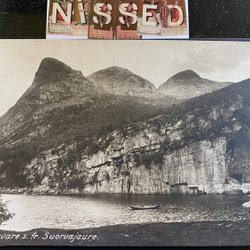 NISSED
vare s. fr. Suorvajaure.